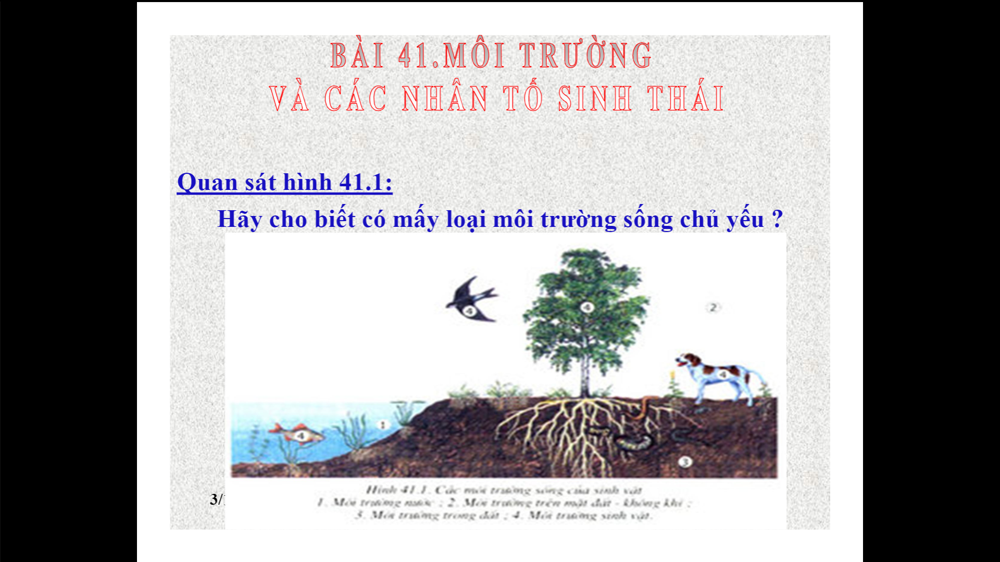 BÀI 41.MÔI TRƯỜNG
VÀ CÁC NHÂN TỐ SINH THÁI
Quan sát hình 41.1:
Hãy cho biết có mấy loại môi trường sống chủ yếu ?
4
4
2
4
1
4
3
3/
Hình 41.1. Các môi trường sống của sinh vật
1. Môi trường nước ; 2. Môi trường trên mặt đất - không khí ;
3. Môi trường trong đất ; 4. Môi trường sinh vật.